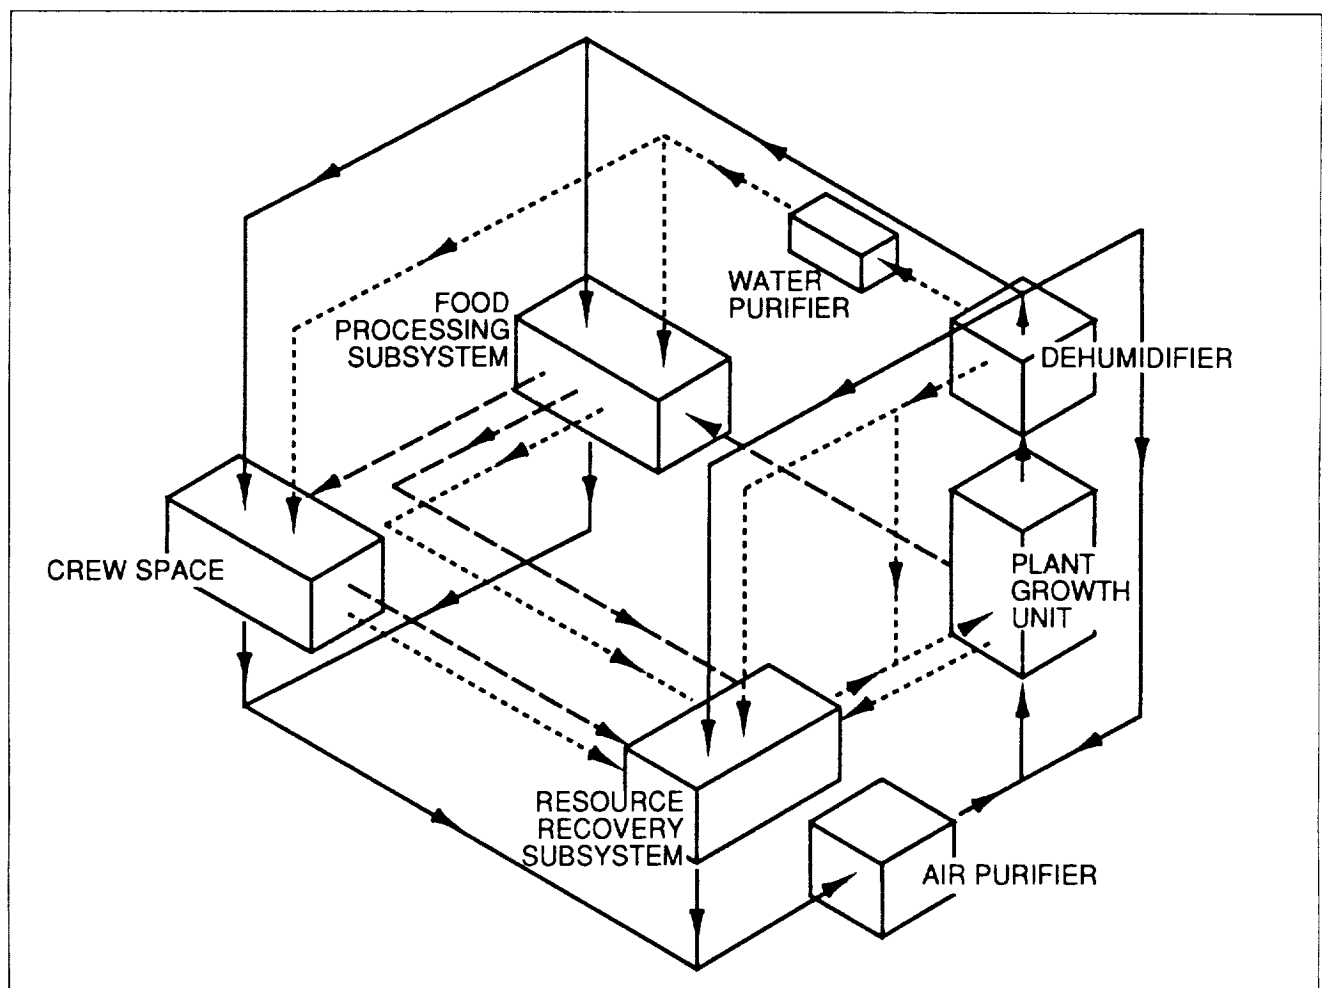 WATER
PURIFIER
FOOD
PROCESSING
SUBSYSTEM
DEHUMIDIFIER
CREW SPACE
PLANT
GROWTH
UNIT
RESOURCE
RECOVERY
SUBSYSTEM
AIR PURIFIER